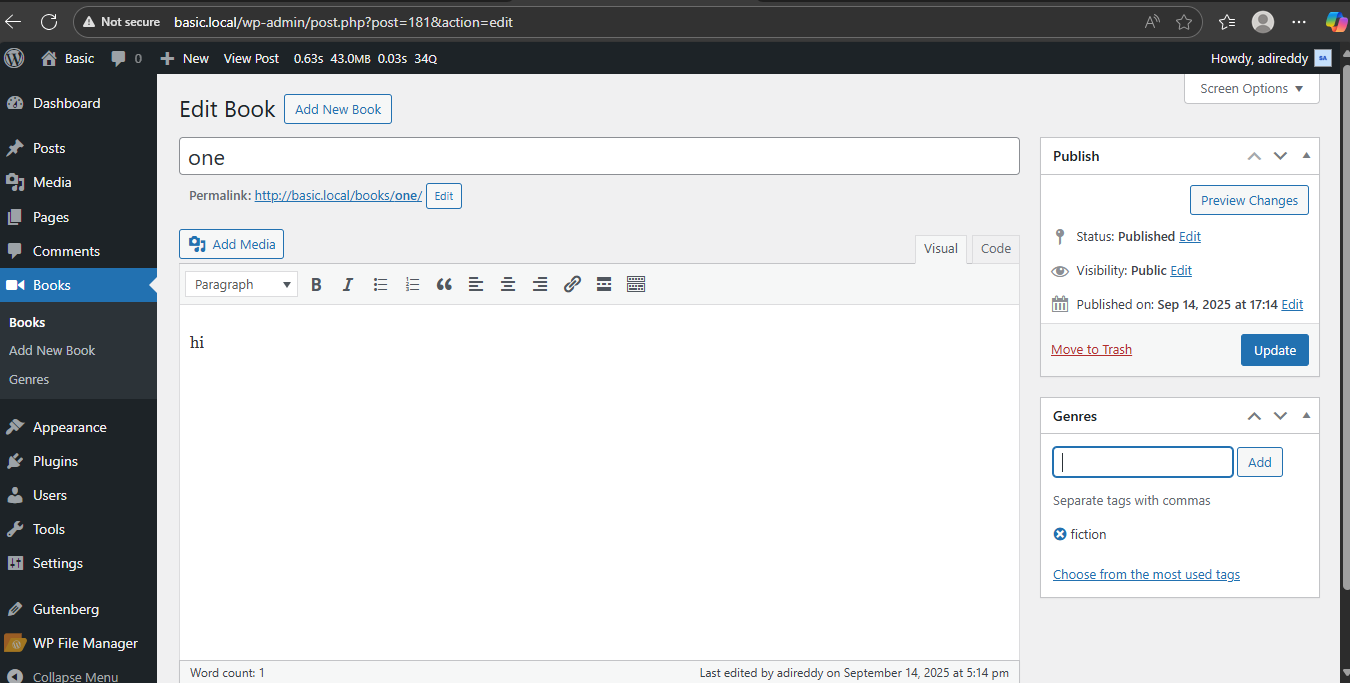 Not secure basic.local/wp-admin/post.php?post=181&action=edit
Basic 0 New View Post 0.63s 43.0MB 0.03s 34Q Howdy, adireddy
Screen Options
Dashboard
Posts
Media
Pages
Comments
Books
Books
Add New Book
Genres
Appearance
Plugins
Users
Tools
Settings
Gutenberg
WP File Manager
Collapse Menu
Edit Book Add New Book
one
Permalink: http://basic.local/books/one/ Edit
Add Media
Visual Code
Paragraph B I
hi
Word count: 1 Last edited by adireddy on September 14, 2025 at 5:14 pm
Publish
Preview Changes
Status: Published Edit
Visibility: Public Edit
Published on: Sep 14, 2025 at 17:14 Edit
Move to Trash Update
Genres
Add
Separate tags with commas
fiction
Choose from the most used tags